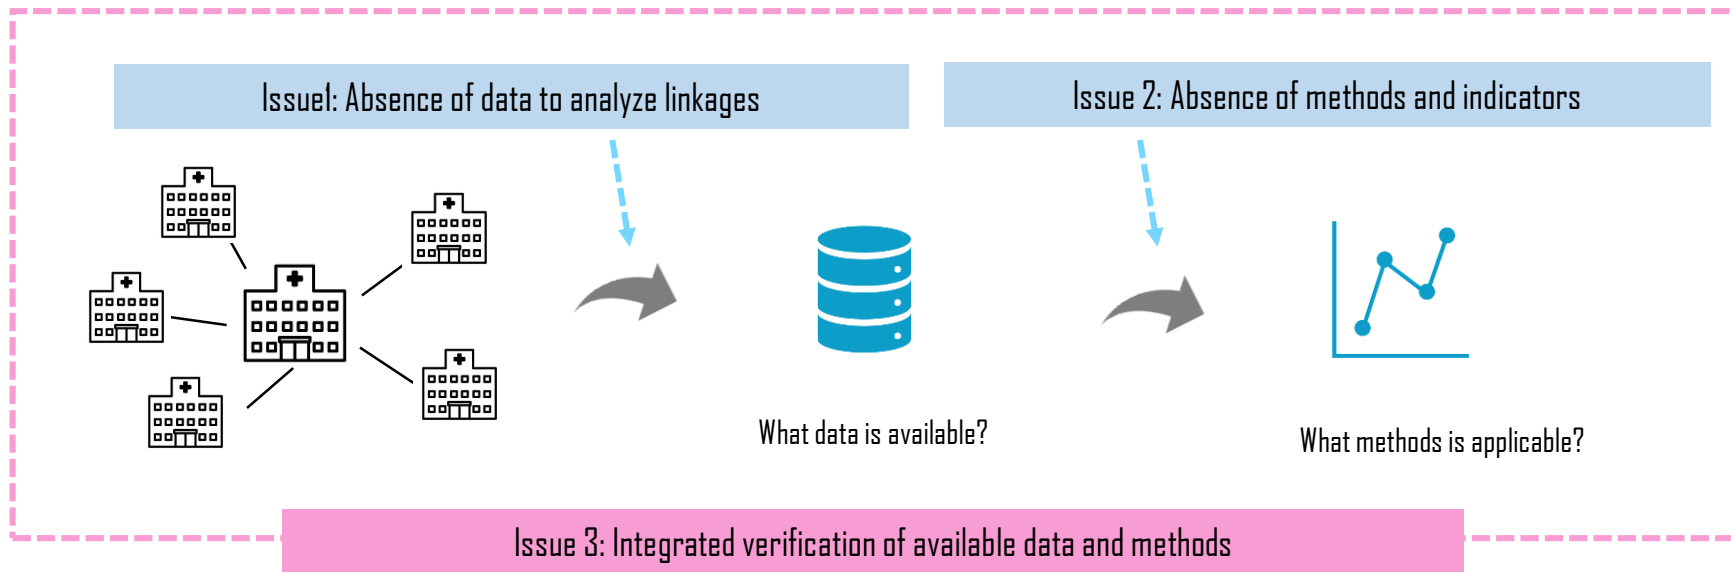 Issue1: Absence of data to analyze linkages
Issue 2: Absence of methods and indicators
What data is available?
What methods is applicable?
Issue 3: Integrated verification of available data and methods